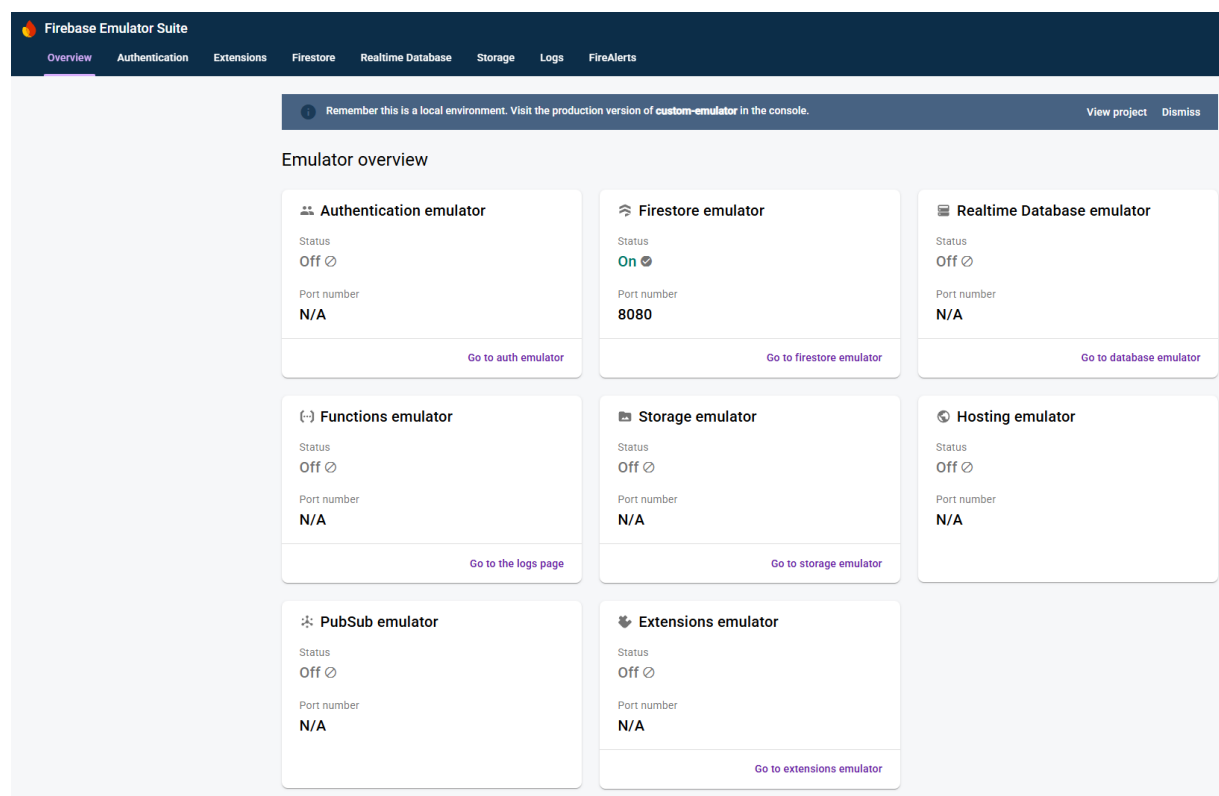 Firebase Emulator Suite
Overview Authentication Extensions Firestore Realtime Database Storage Logs FireAlerts
Remember this is a local environment. Visit the production version of custom-emulator in the console. View project Dismiss
Emulator overview
Authentication emulator
Status
Off
Port number
N/A
Go to auth emulator
Firestore emulator
Status
On
Port number
8080
Go to firestore emulator
Realtime Database emulator
Status
Off
Port number
N/A
Go to database emulator
Functions emulator
Status
Off
Port number
N/A
Go to the logs page
Storage emulator
Status
Off
Port number
N/A
Go to storage emulator
Hosting emulator
Status
Off
Port number
N/A
PubSub emulator
Status
Off
Port number
N/A
Extensions emulator
Status
Off
Port number
N/A
Go to extensions emulator